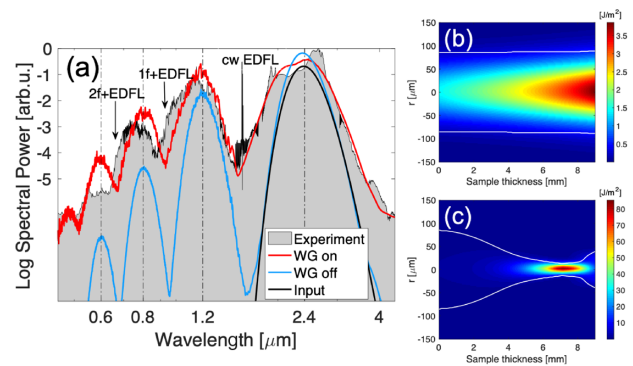 (a)
2f+EDFL
1f+EDFL
cw EDFL
Log Spectral Power [arb.u.]
0
-1
-2
-3
-4
-5
Experiment
WG on
WG off
Input
0.6
0.8
1.2
2.4
4
Wavelength [μm]
(b)
[J/m²]
r [μm]
150
100
50
0
-50
-100
-150
0
2
4
6
8
Sample thickness [mm]
3.5
3
2.5
2
1.5
1
0.5
(c)
[J/m²]
r [μm]
150
100
50
0
-50
-100
-150
0
2
4
6
8
Sample thickness [mm]
80
70
60
50
40
30
20
10